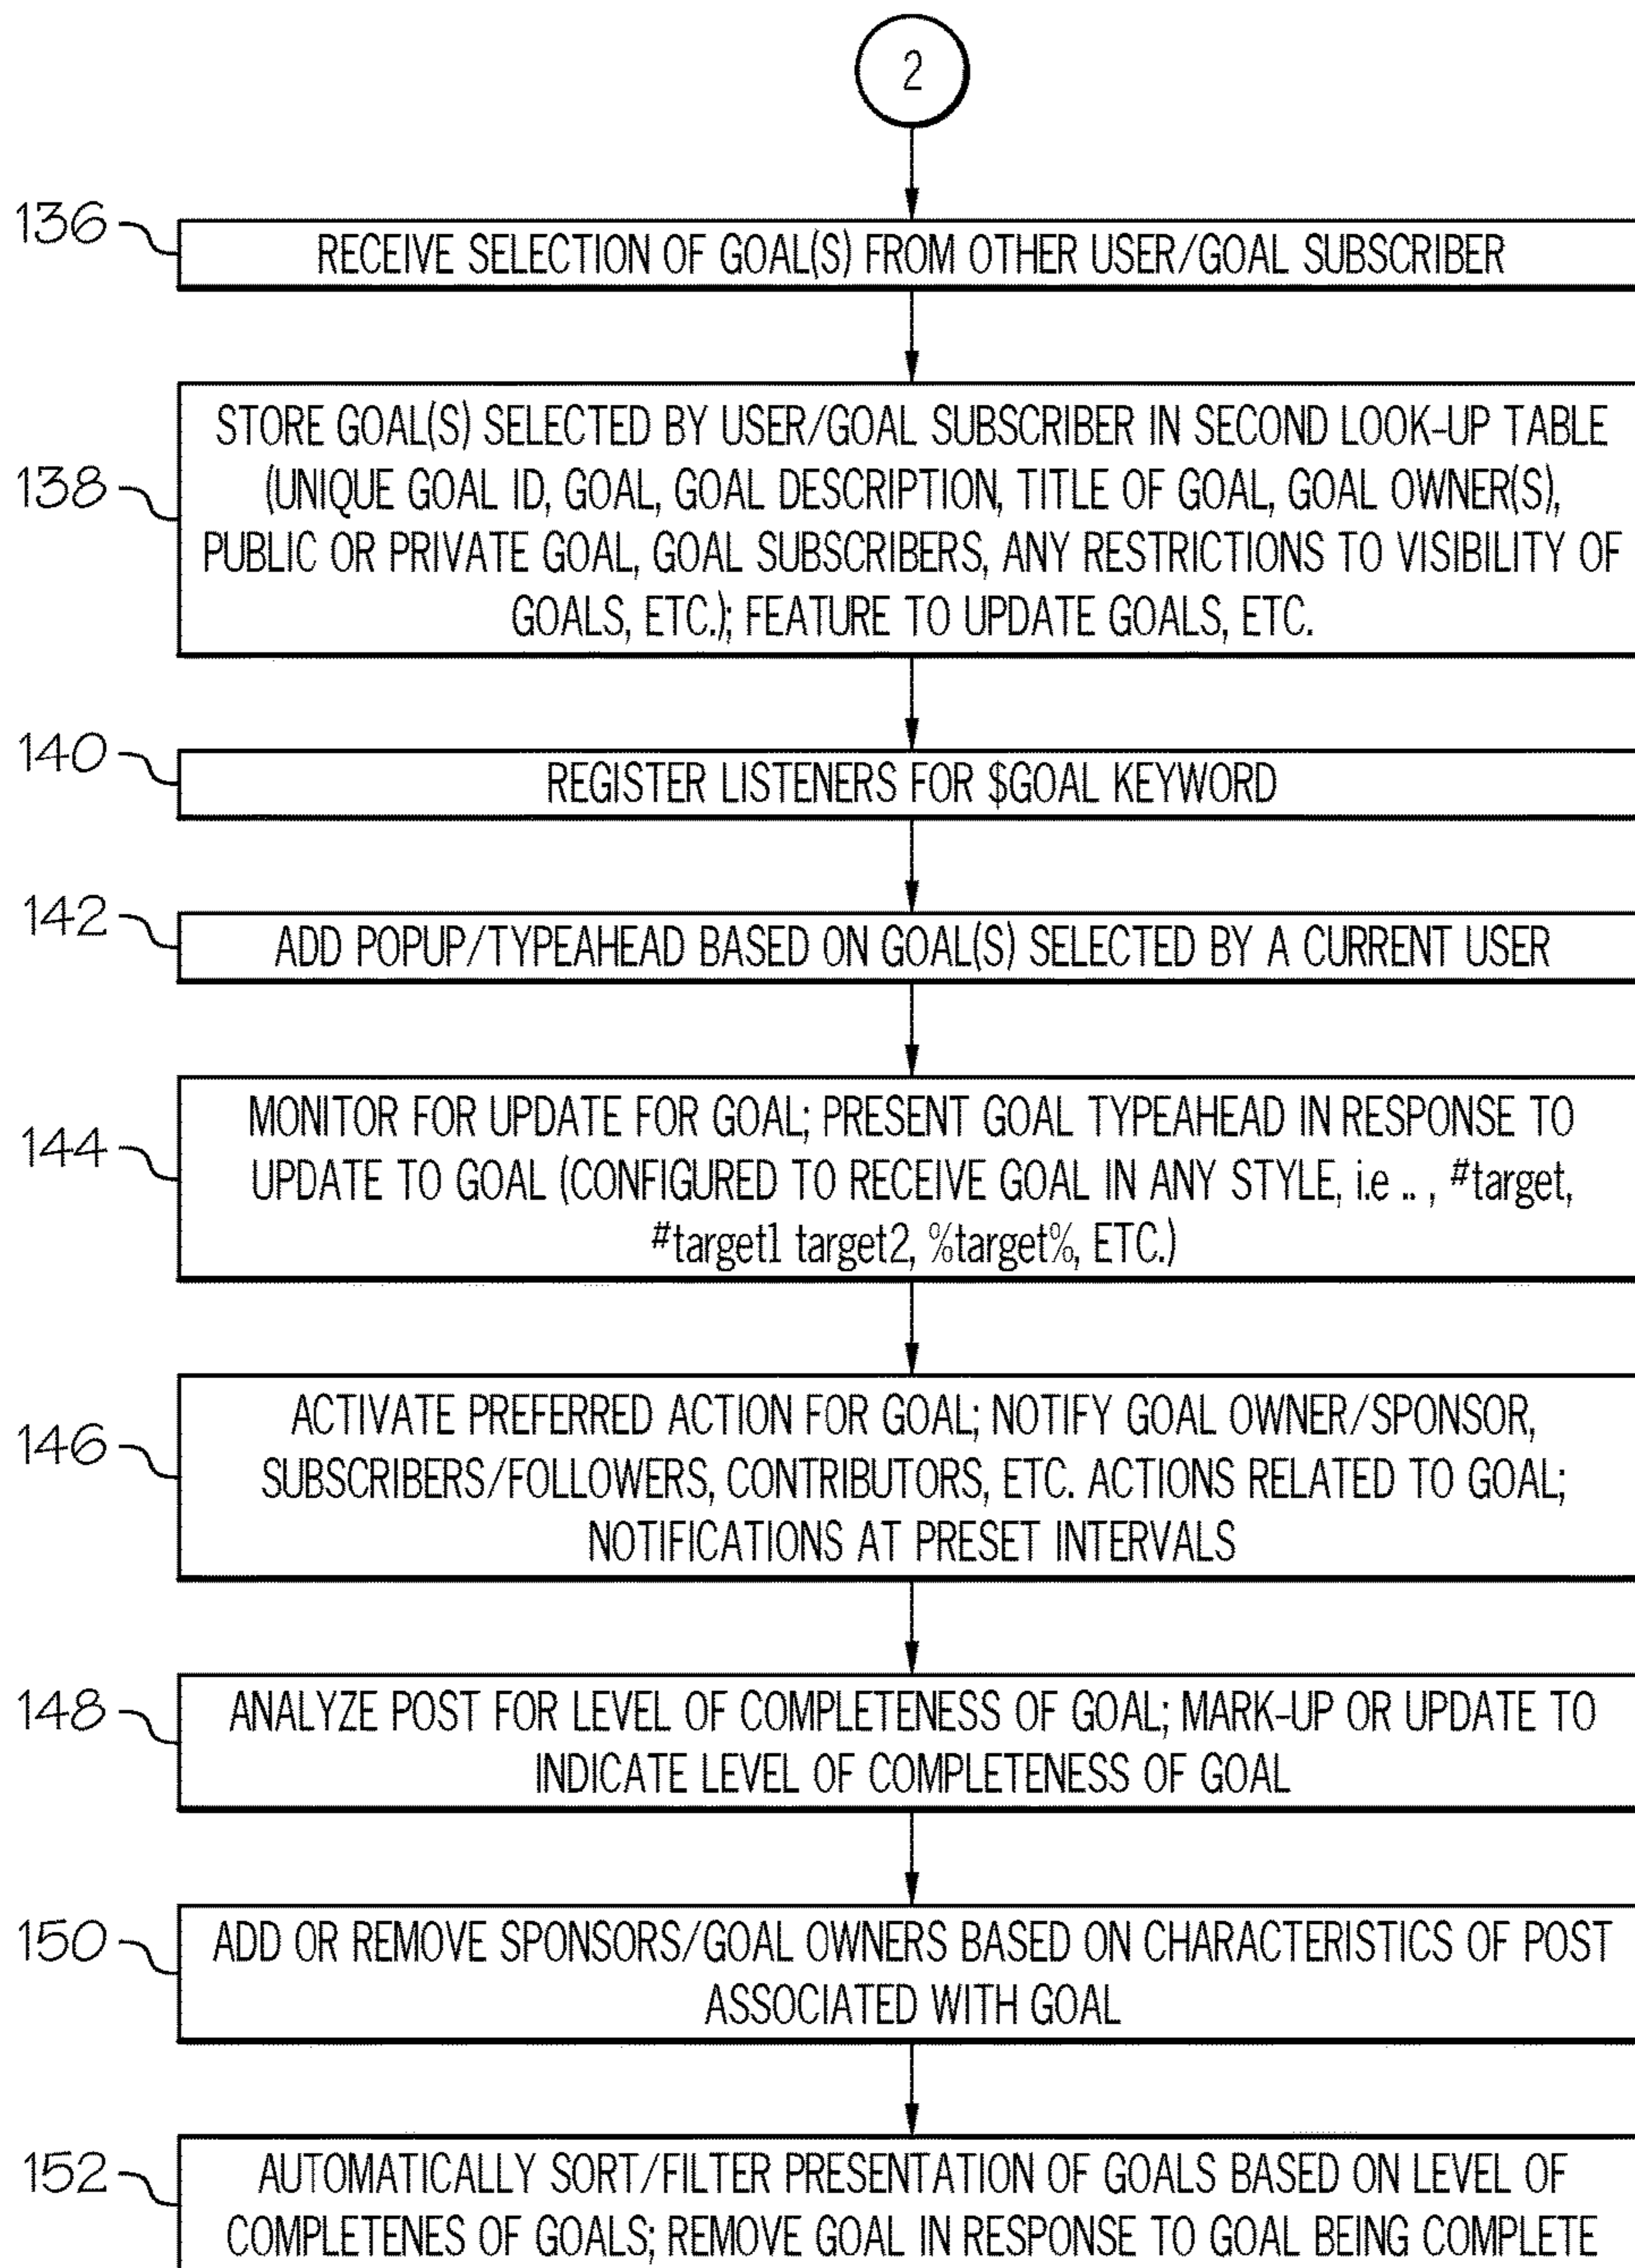 2
136
RECEIVE SELECTION OF GOAL(S) FROM OTHER USER/GOAL SUBSCRIBER
138
STORE GOAL(S) SELECTED BY USER/GOAL SUBSCRIBER IN SECOND LOOK-UP TABLE
(UNIQUE GOAL ID, GOAL, GOAL DESCRIPTION, TITLE OF GOAL, GOAL OWNER(S),
PUBLIC OR PRIVATE GOAL, GOAL SUBSCRIBERS, ANY RESTRICTIONS TO VISIBILITY OF
GOALS, ETC.); FEATURE TO UPDATE GOALS, ETC.
140
REGISTER LISTENERS FOR $GOAL KEYWORD
142
ADD POPUP/TYPEAHEAD BASED ON GOAL(S) SELECTED BY A CURRENT USER
144
MONITOR FOR UPDATE FOR GOAL; PRESENT GOAL TYPEAHEAD IN RESPONSE TO
UPDATE TO GOAL (CONFIGURED TO RECEIVE GOAL IN ANY STYLE, i.e .. , #target,
#target1 target2, %target%, ETC.)
146
ACTIVATE PREFERRED ACTION FOR GOAL; NOTIFY GOAL OWNER/SPONSOR,
SUBSCRIBERS/FOLLOWERS, CONTRIBUTORS, ETC. ACTIONS RELATED TO GOAL;
NOTIFICATIONS AT PRESET INTERVALS
148
ANALYZE POST FOR LEVEL OF COMPLETENESS OF GOAL; MARK-UP OR UPDATE TO
INDICATE LEVEL OF COMPLETENESS OF GOAL
150
ADD OR REMOVE SPONSORS/GOAL OWNERS BASED ON CHARACTERISTICS OF POST
ASSOCIATED WITH GOAL
152
AUTOMATICALLY SORT/FILTER PRESENTATION OF GOALS BASED ON LEVEL OF
COMPLETENES OF GOALS; REMOVE GOAL IN RESPONSE TO GOAL BEING COMPLETE